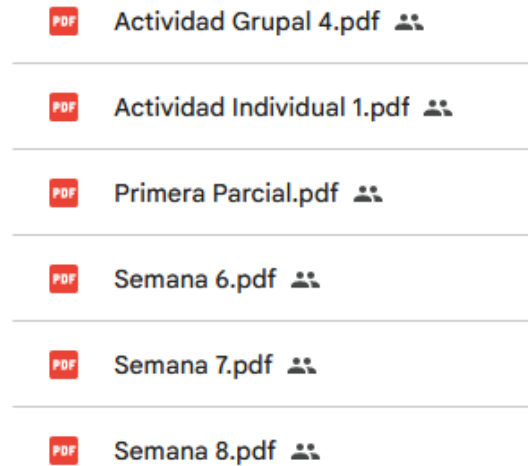 PDF Actividad Grupal 4.pdf
PDF Actividad Individual 1.pdf
PDF Primera Parcial.pdf
PDF Semana 6.pdf
PDF Semana 7.pdf
PDF Semana 8.pdf